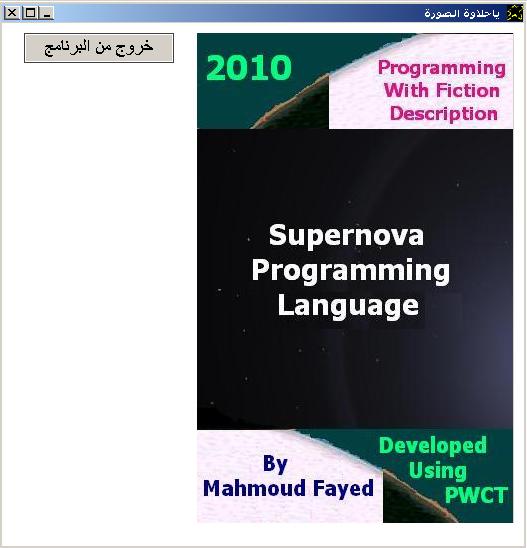 ياحلاوة الصورة
خروج من البرنامج
2010
Programming
With Fiction
Description
Supernova
Programming
Language
By
Mahmoud Fayed
Developed
Using
PWCT